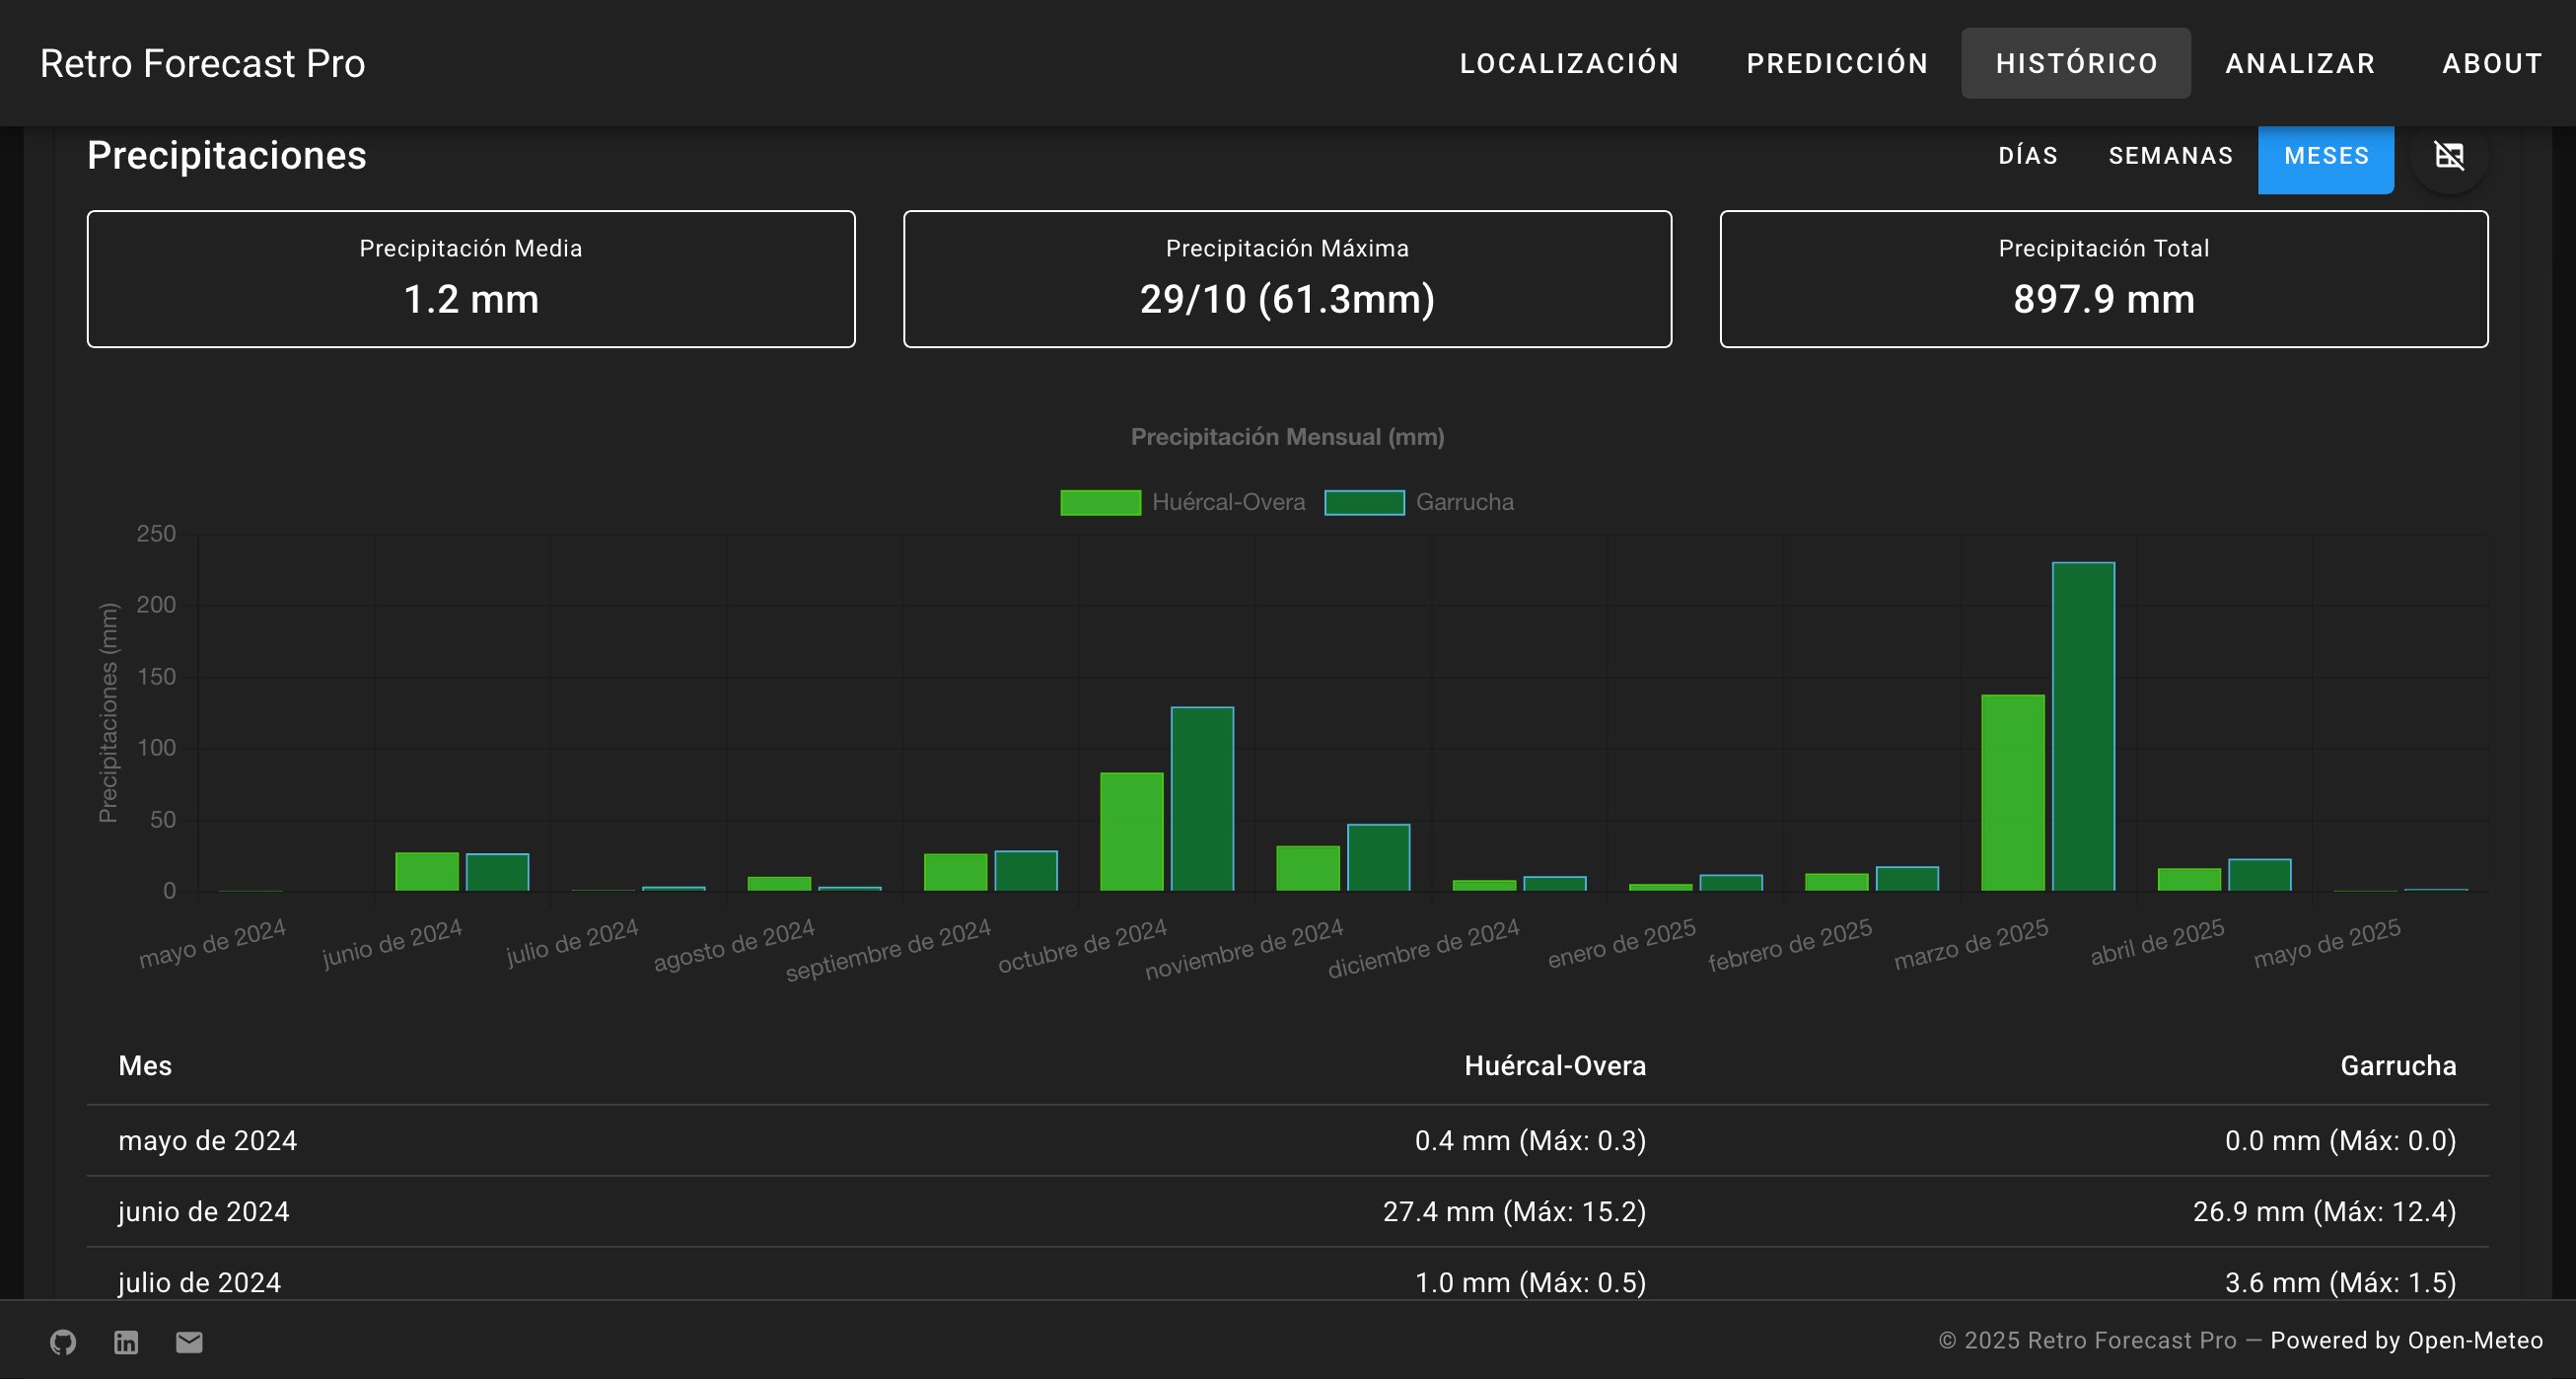 Retro Forecast Pro
LOCALIZACIÓN PREDICCIÓN HISTÓRICO ANALIZAR ABOUT
Precipitaciones
DÍAS SEMANAS MESES
Precipitación Media
1.2 mm
Precipitación Máxima
29/10 (61.3mm)
Precipitación Total
897.9 mm
Precipitación Mensual (mm)
Huércal-Overa Garrucha
Precipitaciones (mm)
250
200
150
100
50
0
mayo de 2024
junio de 2024
julio de 2024
agosto de 2024
septiembre de 2024
octubre de 2024
noviembre de 2024
diciembre de 2024
enero de 2025
febrero de 2025
marzo de 2025
abril de 2025
mayo de 2025
Mes Huércal-Overa Garrucha
mayo de 2024 0.4 mm (Máx: 0.3) 0.0 mm (Máx: 0.0)
junio de 2024 27.4 mm (Máx: 15.2) 26.9 mm (Máx: 12.4)
julio de 2024 1.0 mm (Máx: 0.5) 3.6 mm (Máx: 1.5)
© 2025 Retro Forecast Pro — Powered by Open-Meteo